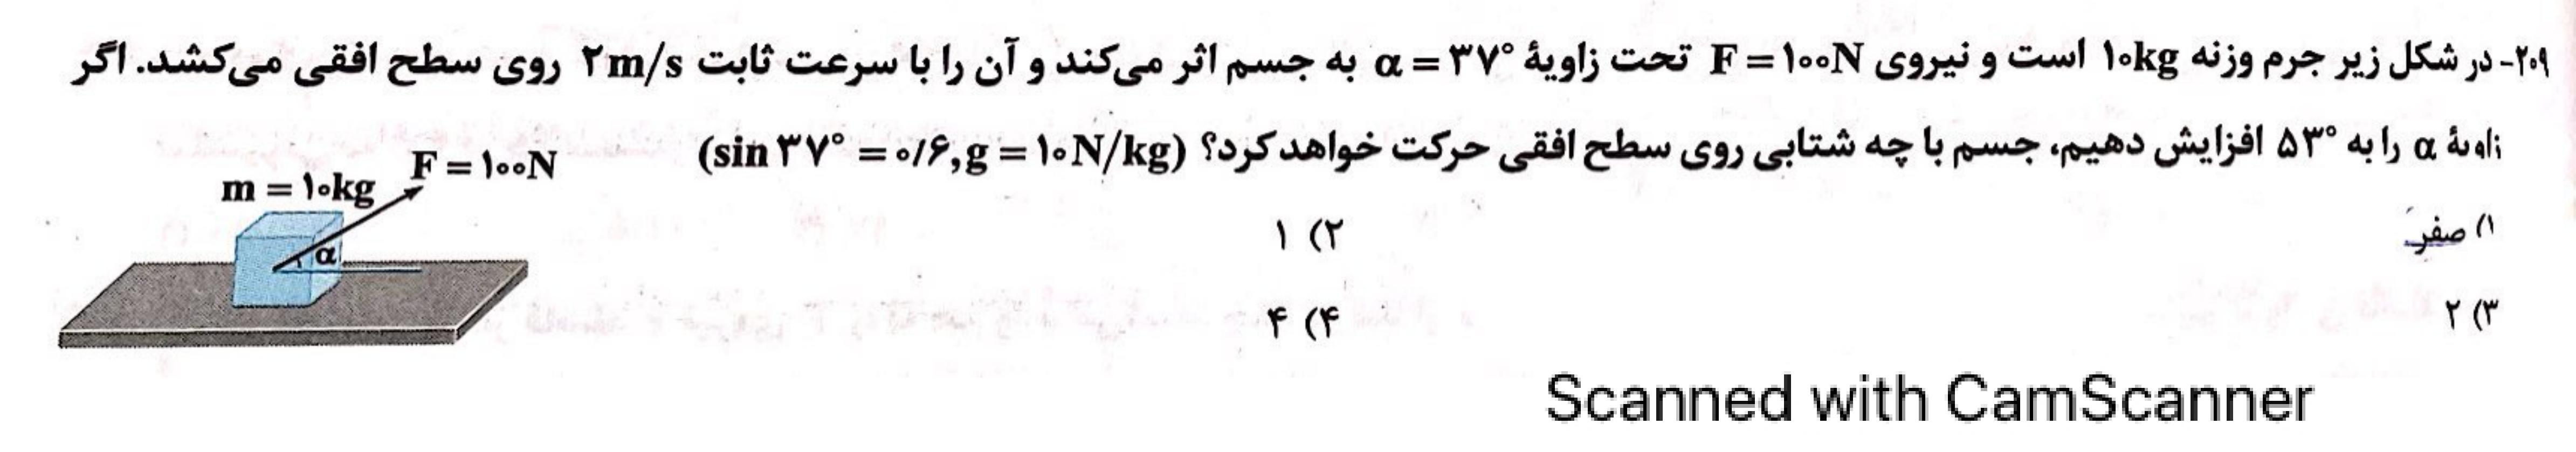 ۲۰۹- در شکل زیر جرم وزنه ۱۰kg است و نیروی F = ۱۰۰N تحت زاویهٔ α = ۳۷° به جسم اثر می‌کند و آن را با سرعت ثابت ۲m/s روی سطح افقی می‌کشد. اگر
زاویهٔ α را به ۵۳° افزایش دهیم، جسم با چه شتابی روی سطح افقی حرکت خواهد کرد؟ (sin ۳۷° = ۰/۶, g = ۱۰N/kg)
F = ۱۰۰N
m = ۱۰kg
α
۱) صفر
۲) ۱
۳) ۲
۴) ۴
Scanned with CamScanner